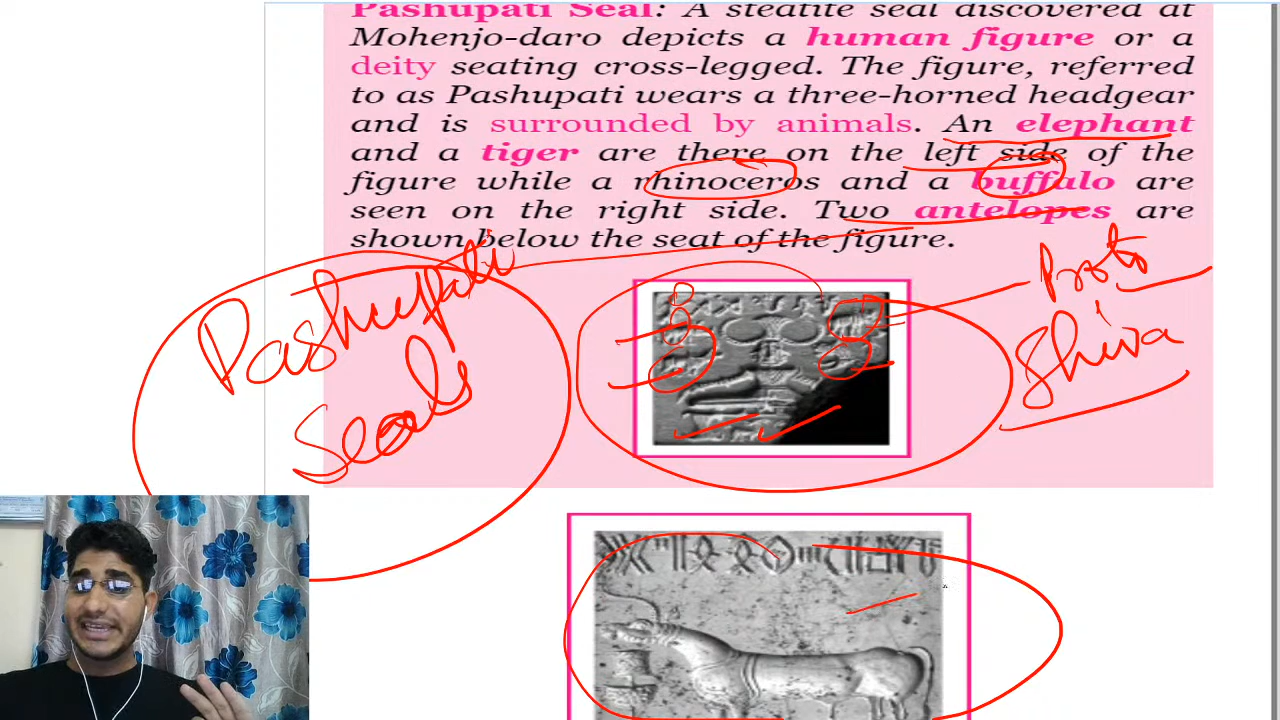 Pashupati Seal: A steatite seal discovered at
Mohenjo-daro depicts a human figure or a
deity seating cross-legged. The figure, referred
to as Pashupati wears a three-horned headgear
and is surrounded by animals. An elephant
and a tiger are there on the left side of the
figure while a rhinoceros and a buffalo are
seen on the right side. Two antelopes are
shown below the seat of the figure.
Pashupati
Seals
Proto
Shiva